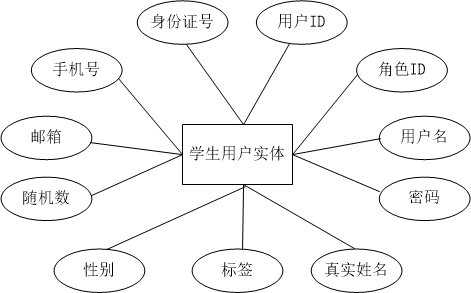 身份证号
用户ID
手机号
角色ID
邮箱
学生用户实体
用户名
随机数
密码
性别
标签
真实姓名